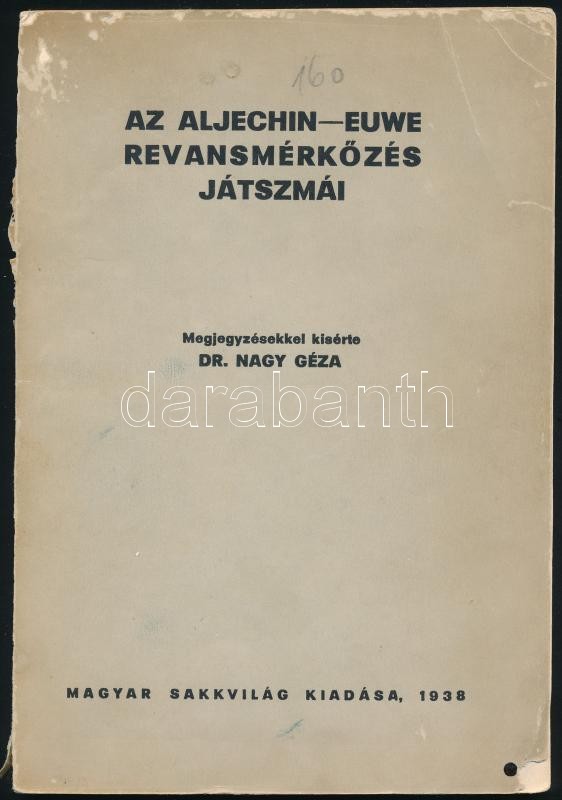 160
AZ ALJECHIN—EUWE
REVANSMÉRKŐZÉS
JÁTSZMÁI
Megjegyzésekkel kisérte
DR. NAGY GÉZA
darabanth
MAGYAR SAKKVILÁG KIADÁSA, 1938